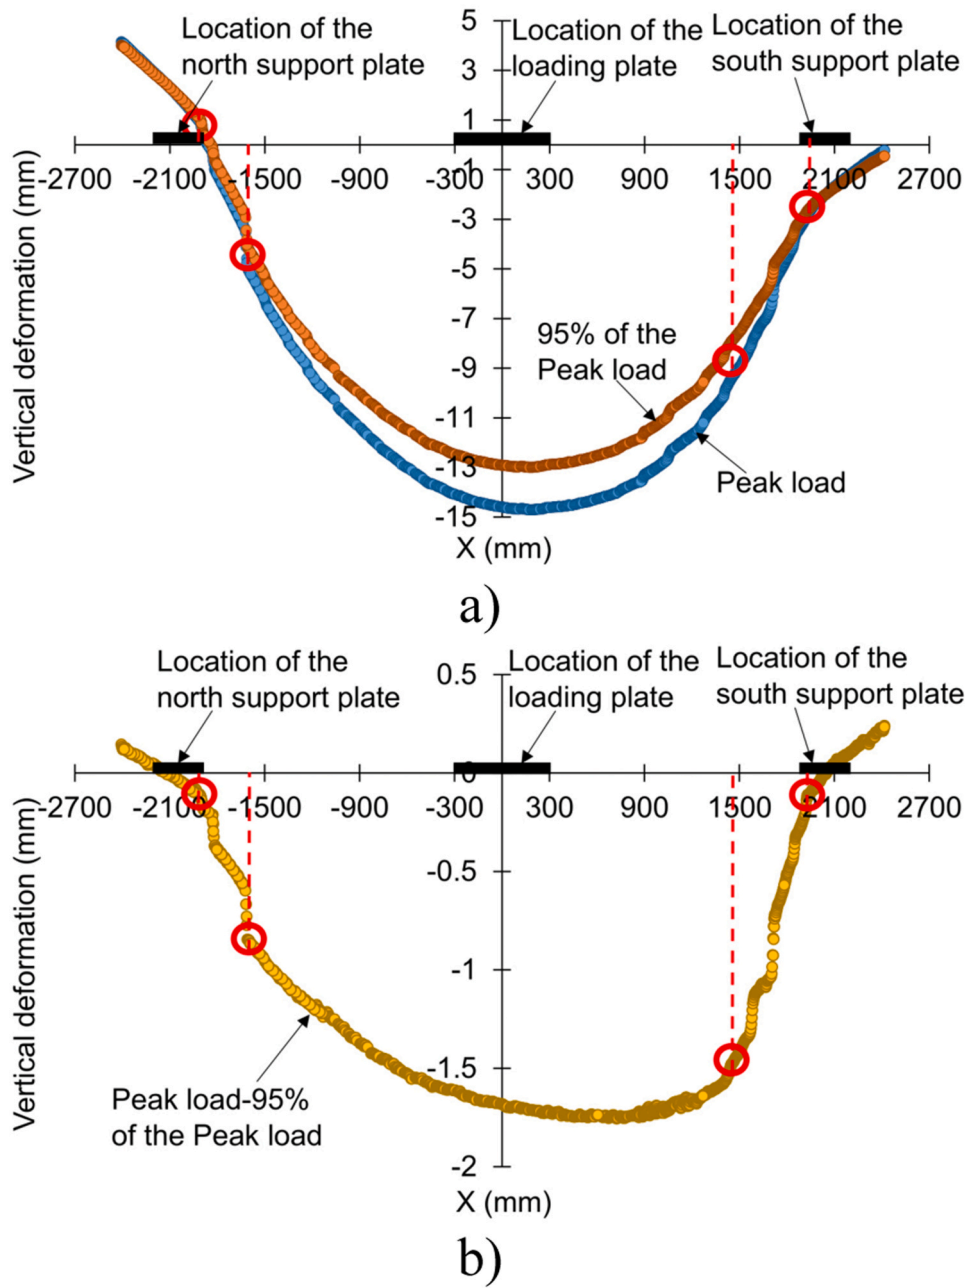 Location of the
north support plate
Location of the
loading plate
Location of the
south support plate
5
3
1
-2700 -2100 -1500 -900 -300 300 900 1500 2100 2700
-1
-3
-5
-7
-9
-11
-13
-15
Vertical deformation (mm)
95% of the
Peak load
Peak load
X (mm)
a)
Location of the
north support plate
Location of the
loading plate
Location of the
south support plate
0.5
0
-2700 -2100 -1500 -900 -300 300 900 1500 2100 2700
-0.5
-1
-1.5
-2
Vertical deformation (mm)
Peak load-95%
of the Peak load
X (mm)
b)